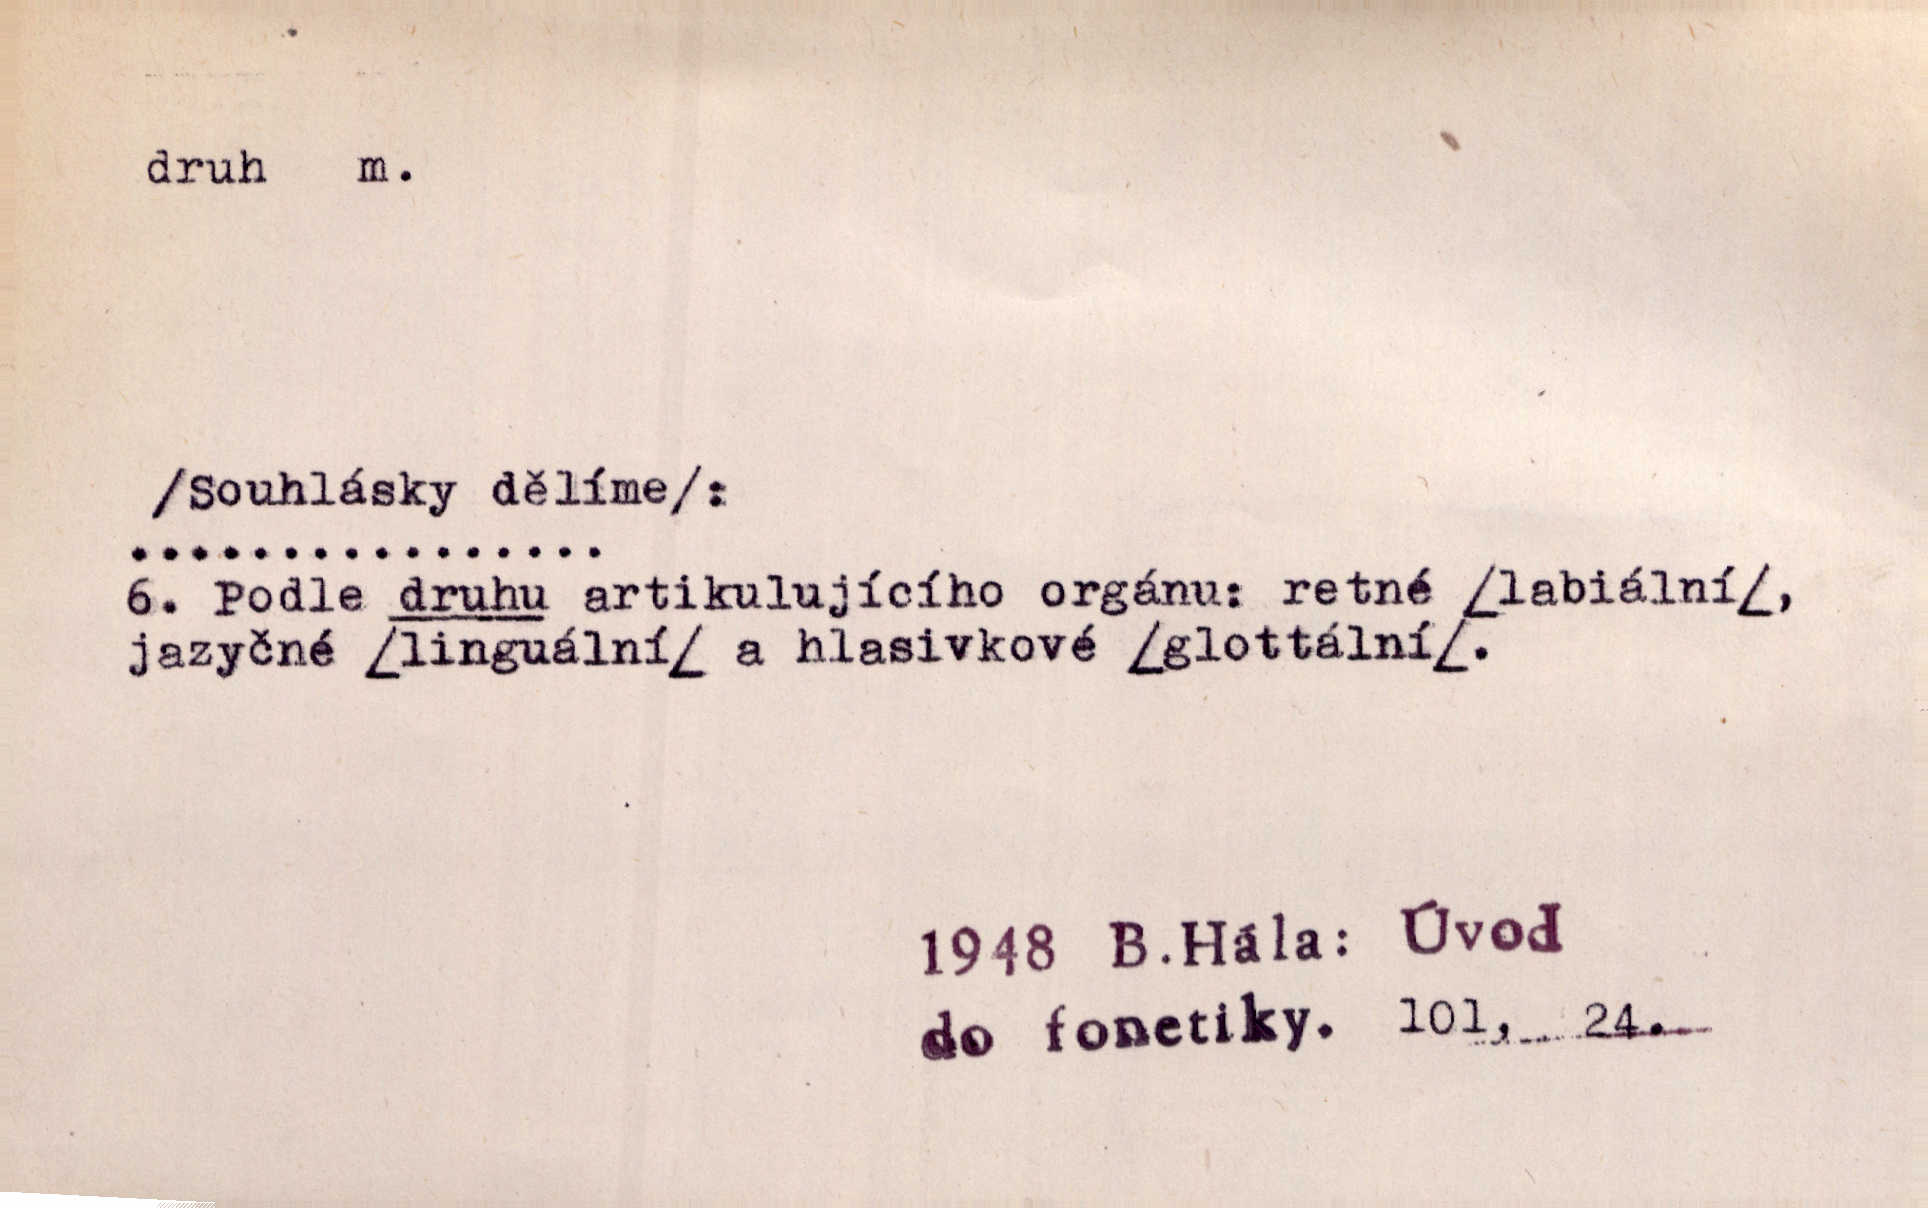 druh m.
/Souhlásky dělíme/:
................
6. Podle druhu artikulujícího orgánu: retné /labiální/,
jazyčné /linguální/ a hlasivkové /glottální/.
1948 B.Hála: Úvod
do fonetiky. 101, 24.